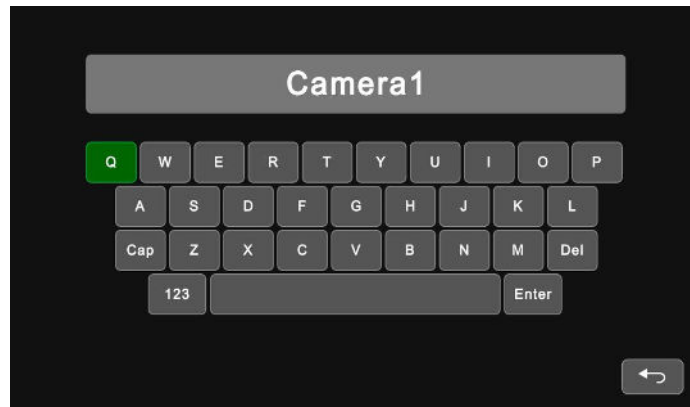 Camera1
Q W E R T Y U I O P
A S D F G H J K L
Cap Z X C V B N M Del
123 Enter